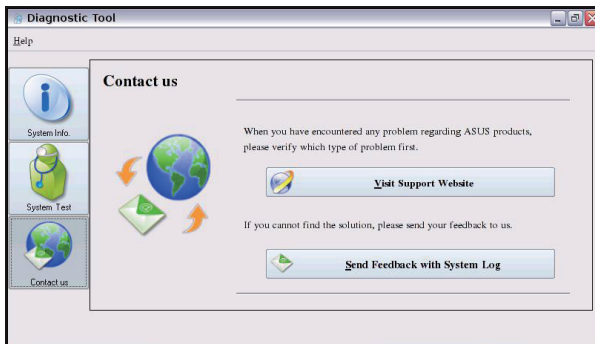 Diagnostic Tool
Help
System Info.
System Test
Contact us
Contact us
When you have encountered any problem regarding ASUS products,
please verify which type of problem first.
Visit Support Website
If you cannot find the solution, please send your feedback to us.
Send Feedback with System Log